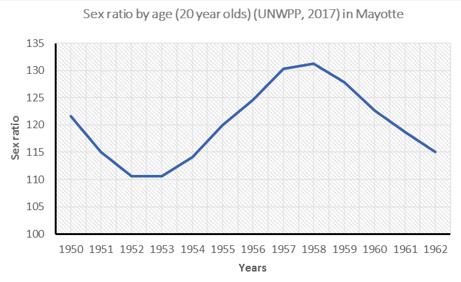 Sex ratio by age (20 year olds) (UNWPP, 2017) in Mayotte
135
130
125
120
115
110
105
100
Sex ratio
1950 1951 1952 1953 1954 1955 1956 1957 1958 1959 1960 1961 1962
Years